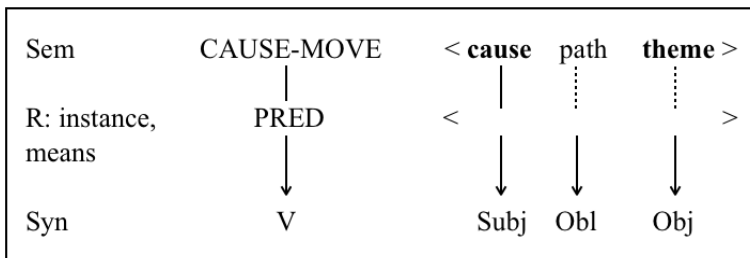 Sem CAUSE-MOVE < cause path theme >
R: instance, PRED < >
means
Syn V Subj Obl Obj